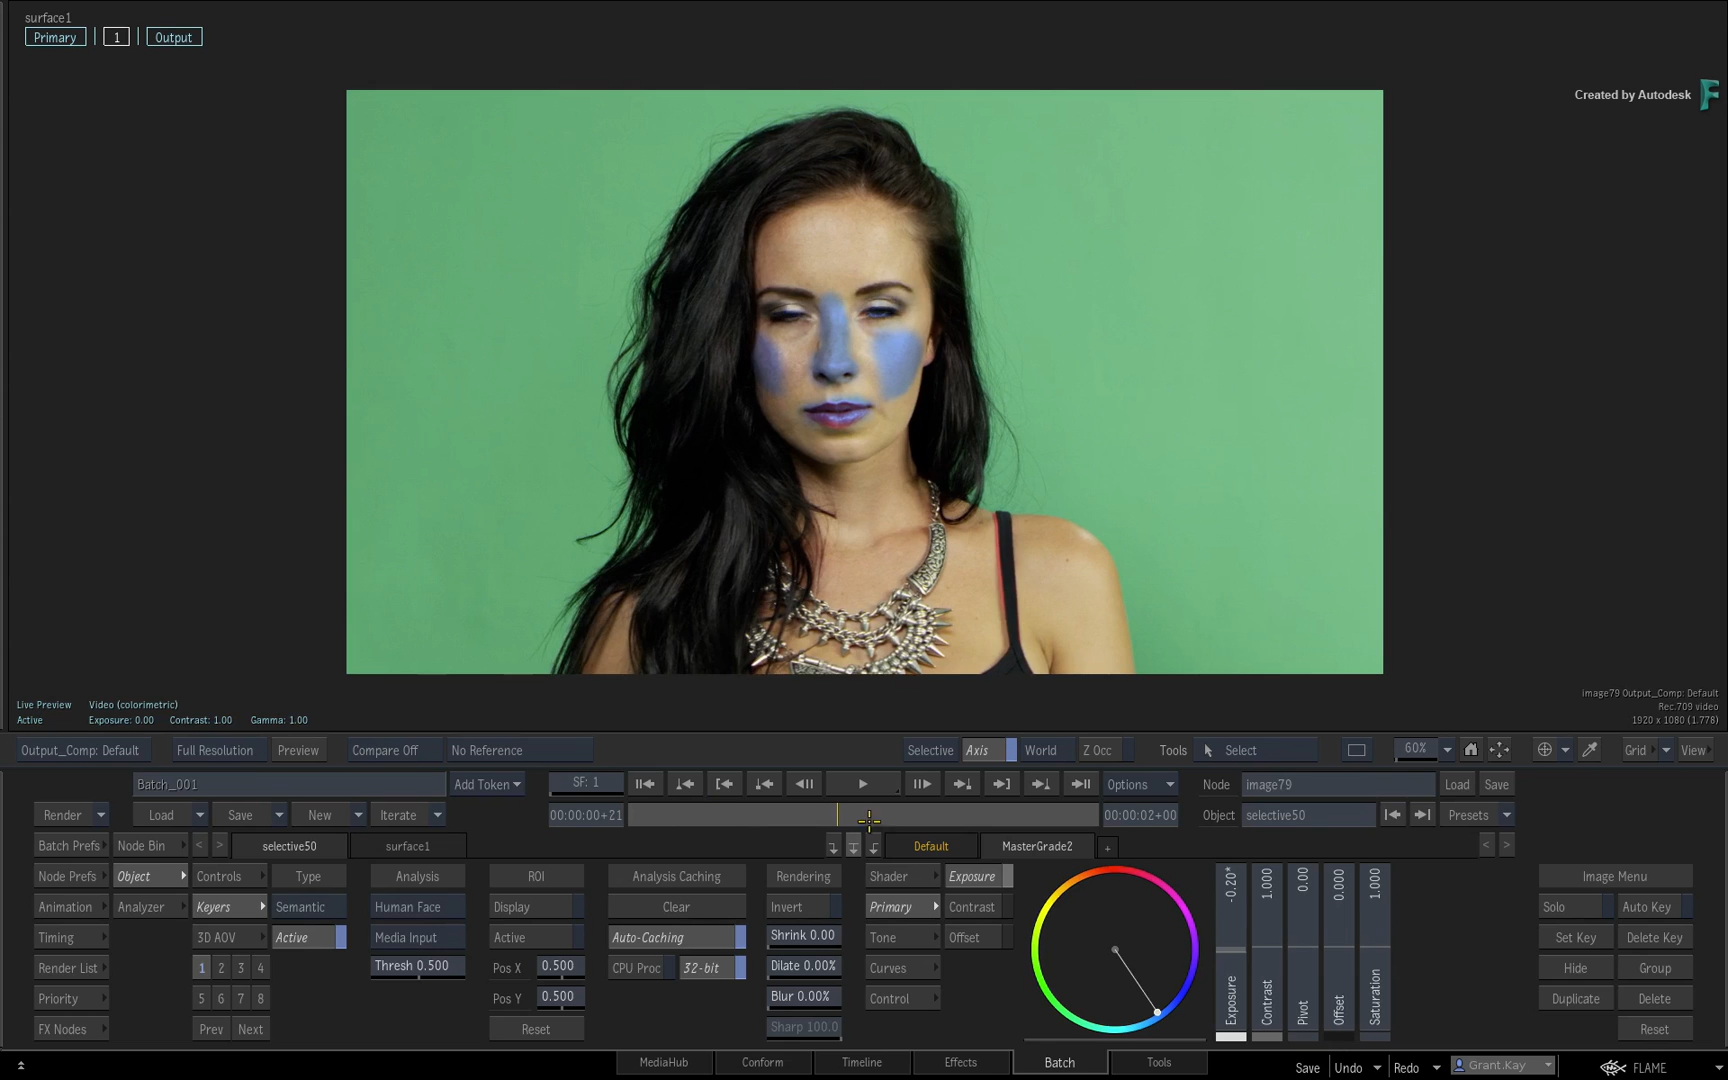 surface1
Primary | 1 | Output
Created by Autodesk
Live Preview Video (colorimetric)
Active Exposure: 0.00 Contrast: 1.00 Gamma: 1.00
image79 Output_Comp: Default
Rec.709 video
1920 x 1080 (1.778)
Output_Comp: Default Full Resolution Preview Compare Off No Reference Selective Axis World Z Occ Tools Select 60% Grid View
Batch_001 Add Token SF: 1 Options Node image79 Load Save
Render Load Save New Iterate 00:00:00+21 00:00:02+00 Object selective50 Presets
Batch Prefs Node Bin < > selective50 surface1 Default MasterGrade2 + < >
Node Prefs Object Controls Type Analysis ROI Analysis Caching Rendering Shader Exposure Image Menu
Animation Analyzer Keyers Semantic Human Face Display Clear Invert Primary Contrast Solo Auto Key
Timing 3D AOV Active Media Input Active Auto-Caching Shrink 0.00 Tone Offset Set Key Delete Key
Render List 1 2 3 4 Thresh 0.500 Pos X 0.500 CPU Proc 32-bit Dilate 0.00% Curves Hide Group
Priority 5 6 7 8 Pos Y 0.500 Blur 0.00% Control Duplicate Delete
FX Nodes Prev Next Reset Sharp 100.0 Reset
Exposure -0.20*
Contrast 1.000
Pivot 0.00
Offset 0.000
Saturation 1.000
MediaHub Conform Timeline Effects Batch Tools Save Undo Redo Grant.Kay FLAME